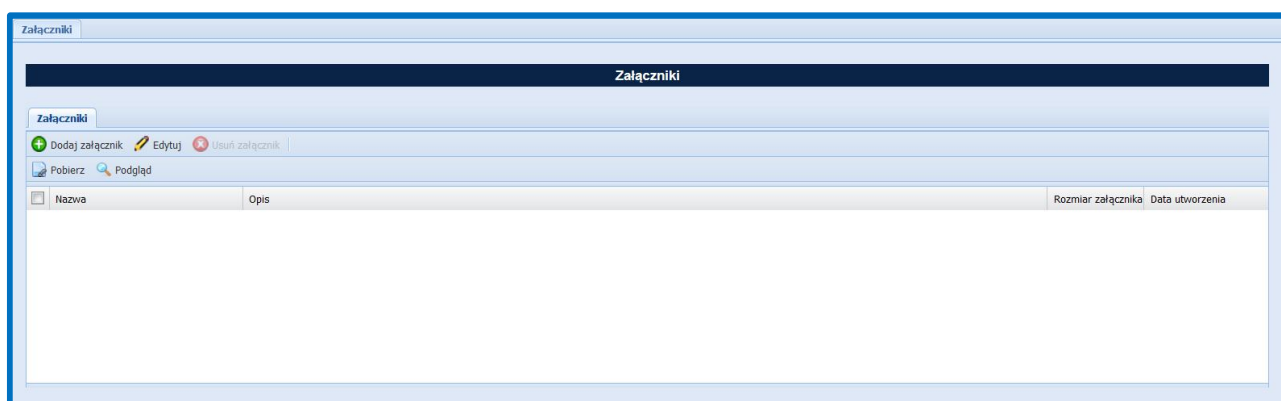 Załączniki
Załączniki
Załączniki
Dodaj załącznik Edytuj Usuń załącznik
Pobierz Podgląd
Nazwa Opis Rozmiar załącznika Data utworzenia